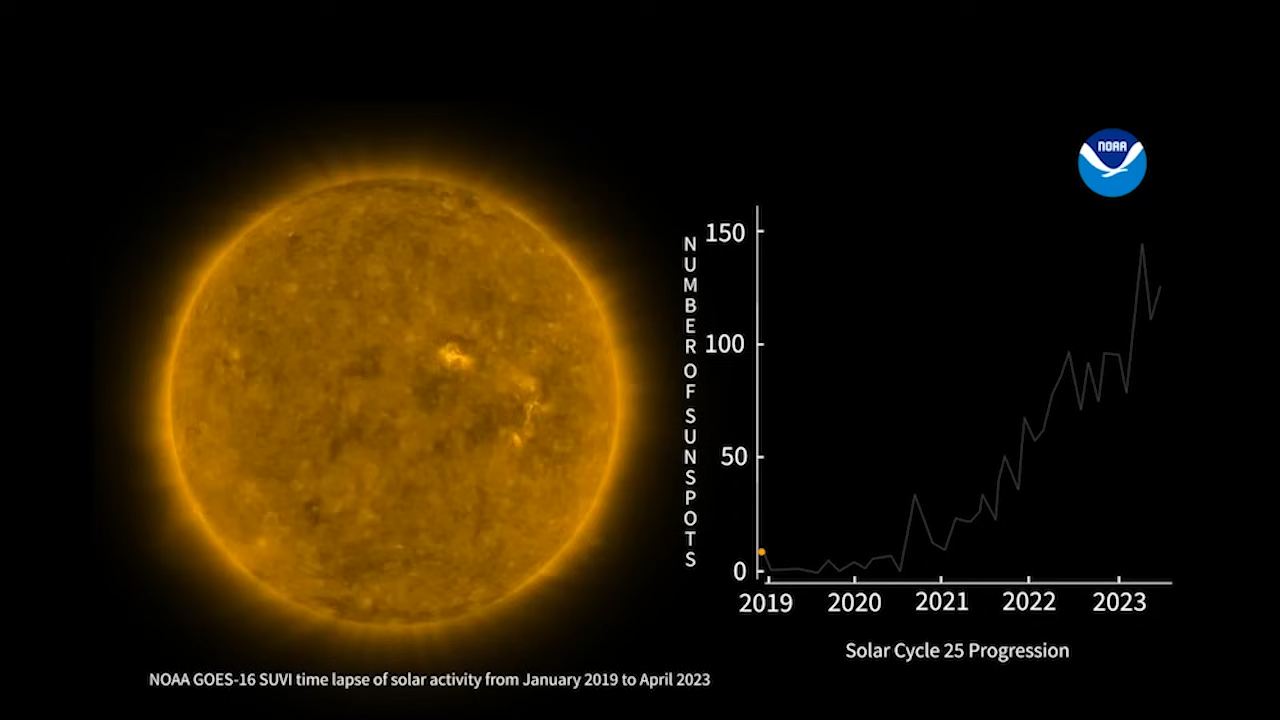 NOAA
NUMBER OF SUNSPOTS
150
100
50
0
2019 2020 2021 2022 2023
Solar Cycle 25 Progression
NOAA GOES-16 SUVI time lapse of solar activity from January 2019 to April 2023